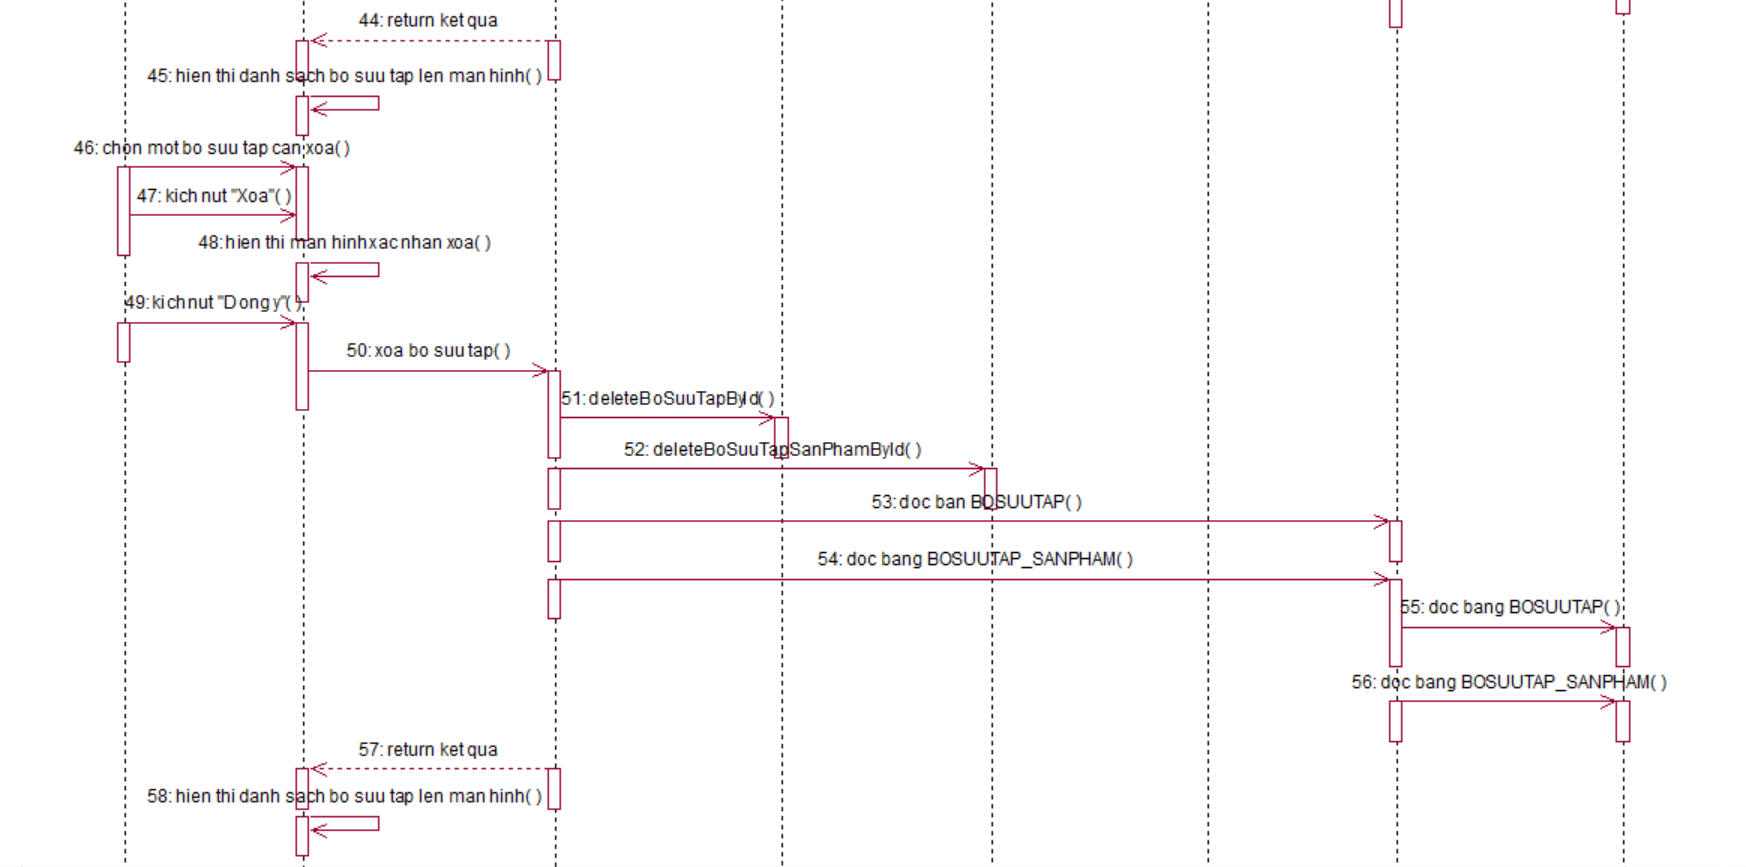 44: return ket qua
45: hien thi danh sach bo suu tap len man hinh( )
46: chon mot bo suu tap can xoa( )
47: kich nut "Xoa"( )
48: hien thi man hinh xac nhan xoa( )
49: kich nut "Dong y"( )
50: xoa bo suu tap( )
51: deleteBoSuuTapById( )
52: deleteBoSuuTapSanPhamById( )
53: doc ban BOSUUTAP( )
54: doc bang BOSUUTAP_SANPHAM( )
55: doc bang BOSUUTAP( )
56: doc bang BOSUUTAP_SANPHAM( )
57: return ket qua
58: hien thi danh sach bo suu tap len man hinh( )